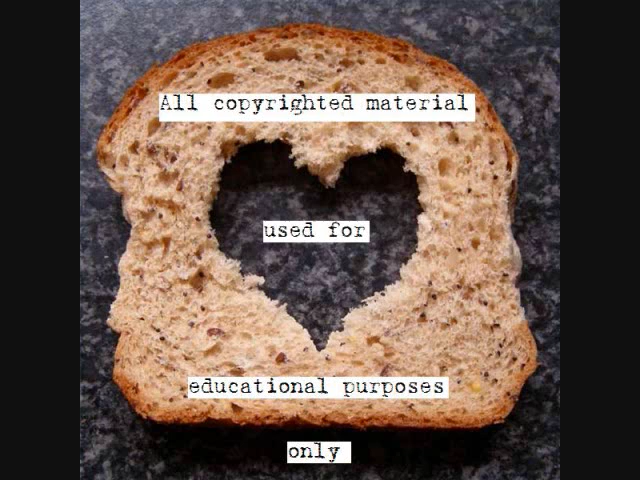 All copyrighted material
used for
educational purposes
only